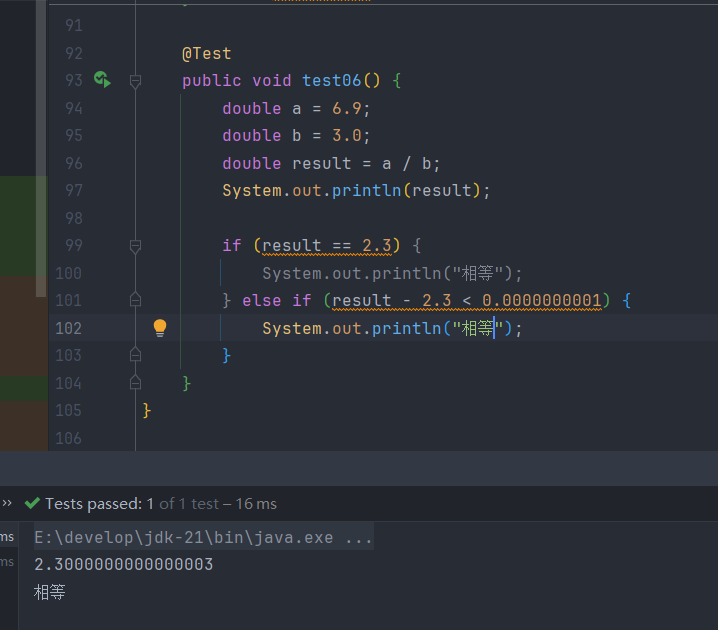 91
92 @Test
93 public void test06() {
94 double a = 6.9;
95 double b = 3.0;
96 double result = a / b;
97 System.out.println(result);
98
99 if (result == 2.3) {
100 System.out.println("相等");
101 } else if (result - 2.3 < 0.0000000001) {
102 System.out.println("相等");
103 }
104 }
105 }
106
>> Tests passed: 1 of 1 test – 16 ms
ms E:\develop\jdk-21\bin\java.exe ...
ms 2.3000000000000003
相等